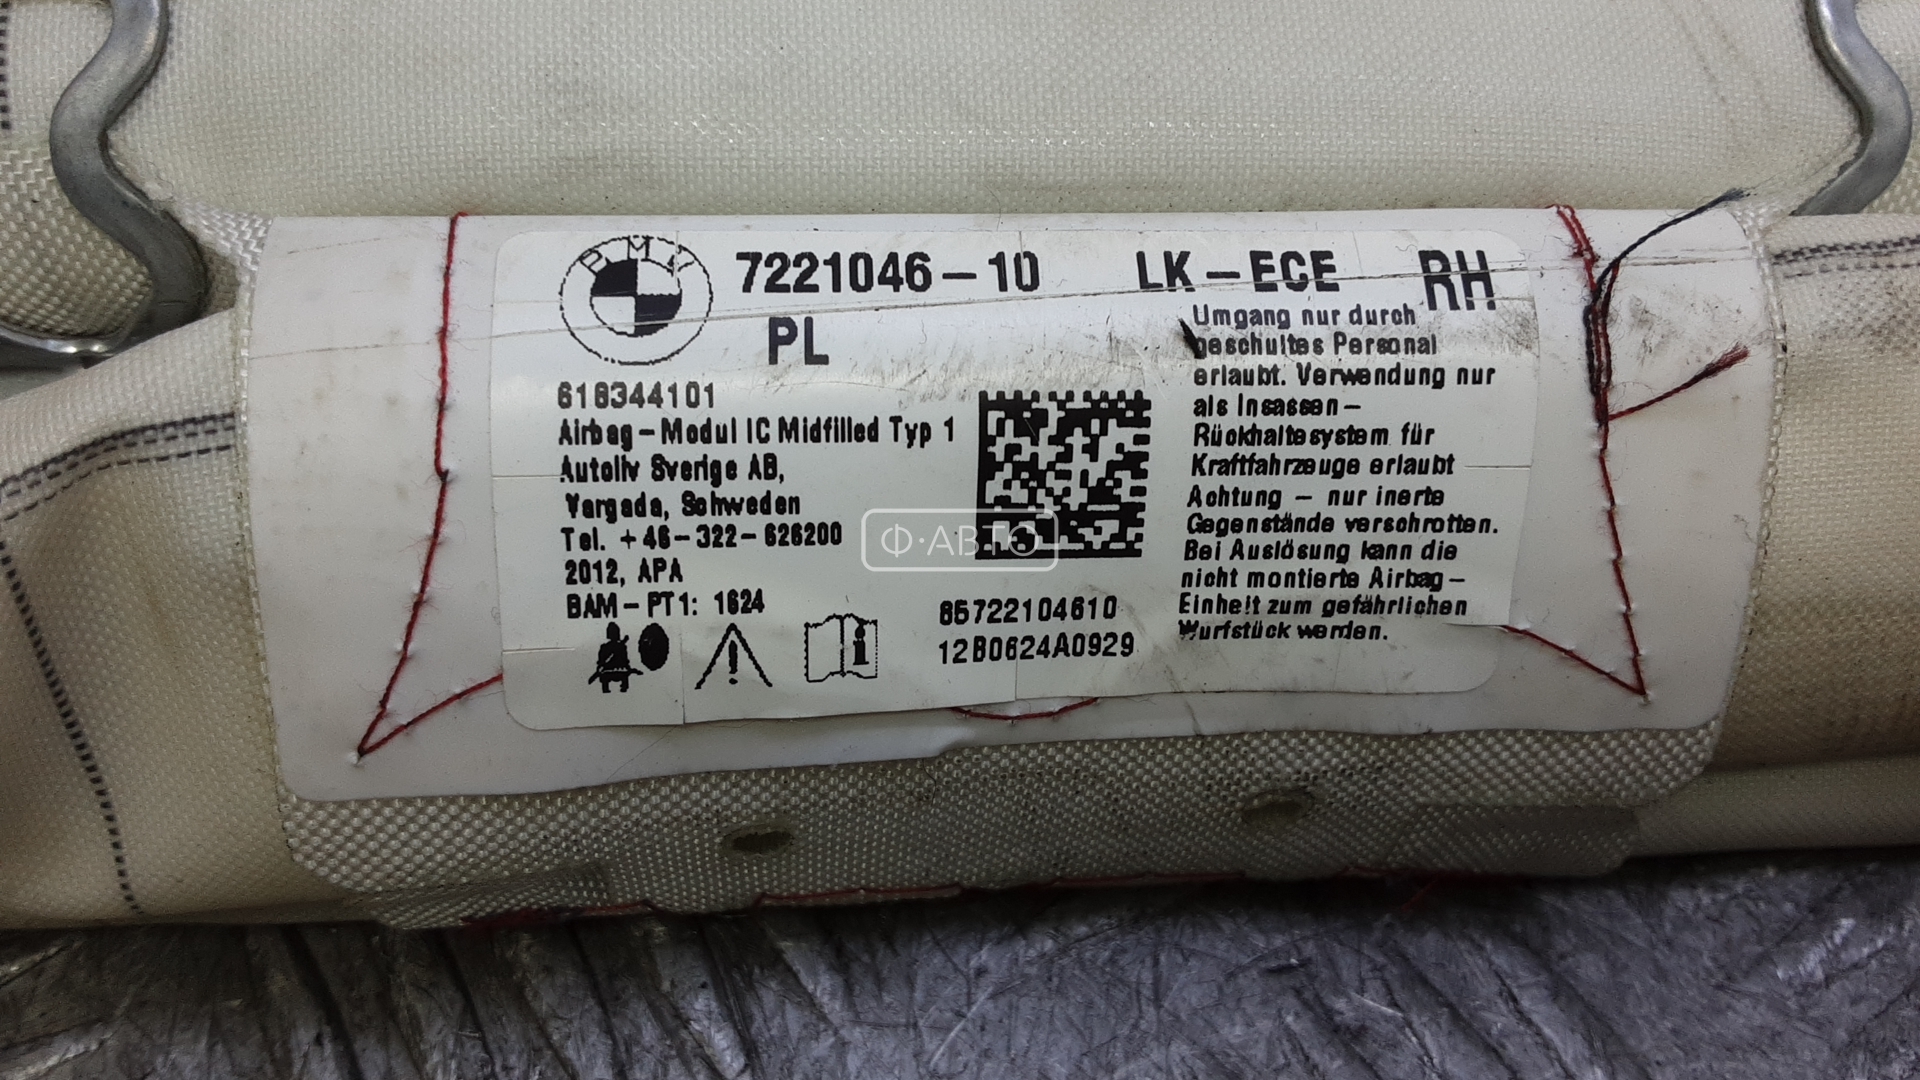 BMW
7221046-10 LK-ECE RH
PL
618344101
Airbag-Modul IC Midfilled Typ 1
Autoliv Sverige AB,
Vargada, Schweden
Tel. +46-322-626200
2012, APA
BAM-PT1: 1624
85722104610
12B0624A0929
Umgang nur durch
geschultes Personal
erlaubt. Verwendung nur
als Insassen-
Rückhaltesystem für
Kraftfahrzeuge erlaubt
Achtung - nur inerte
Gegenstände verschrotten.
Bei Auslösung kann die
nicht montierte Airbag-
Einheit zum gefährlichen
Wurfstück werden.
Ф·АВТО